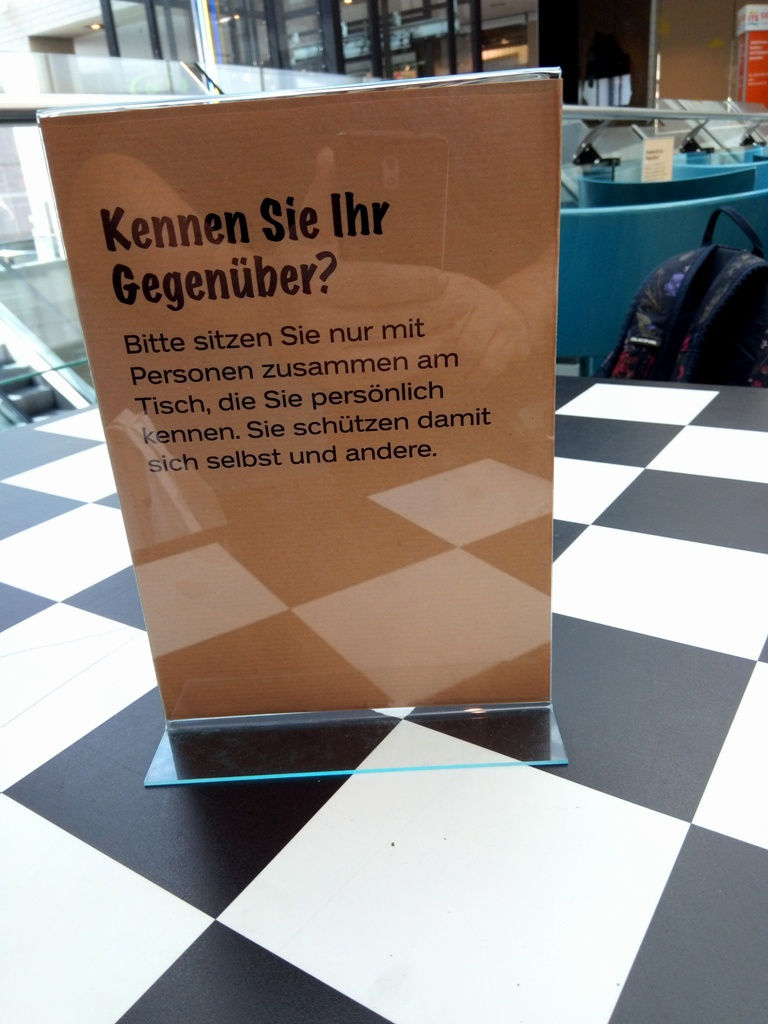 Kennen Sie Ihr
Gegenüber?
Bitte sitzen Sie nur mit
Personen zusammen am
Tisch, die Sie persönlich
kennen. Sie schützen damit
sich selbst und andere.